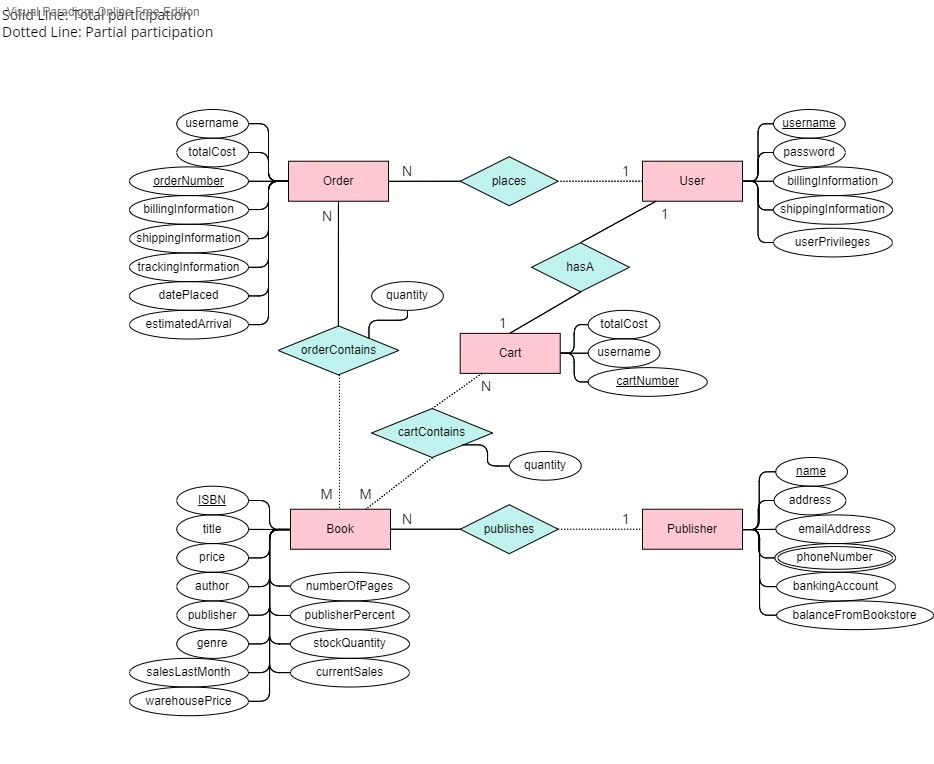 Visual Paradigm Online Free Edition
Solid Line: Total participation
Dotted Line: Partial participation
username
totalCost
orderNumber
billingInformation
shippingInformation
trackingInformation
datePlaced
estimatedArrival
Order
N
places
1
User
username
password
billingInformation
shippingInformation
userPrivileges
N
1
hasA
quantity
1
orderContains
Cart
totalCost
username
cartNumber
N
cartContains
quantity
M
M
ISBN
title
price
author
publisher
genre
salesLastMonth
warehousePrice
Book
numberOfPages
publisherPercent
stockQuantity
currentSales
N
publishes
1
Publisher
name
address
emailAddress
phoneNumber
bankingAccount
balanceFromBookstore